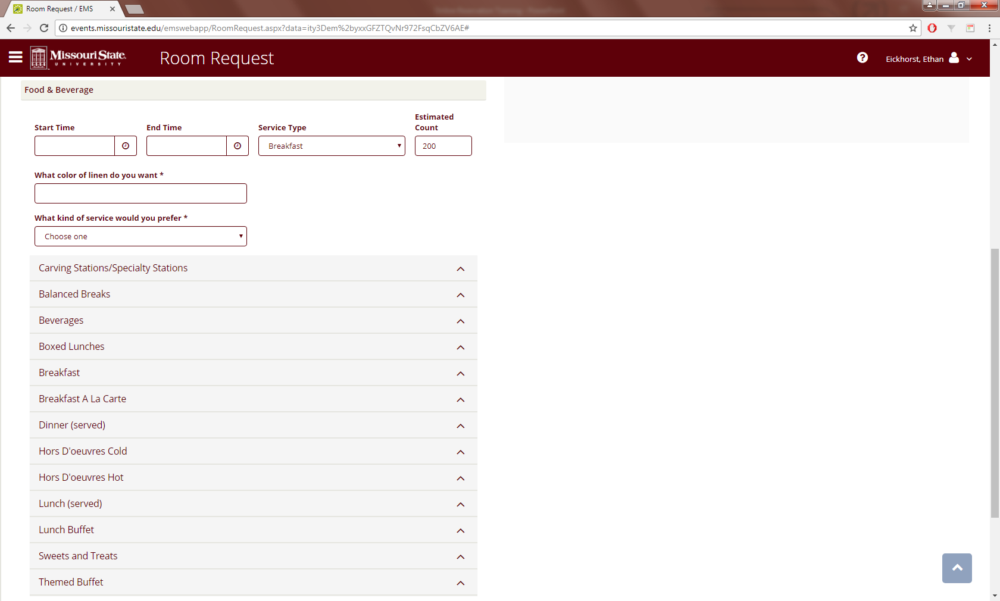 Room Request / EMS
events.missouristate.edu/emswebapp/RoomRequest.aspx?data=ity3Dem%2byxxGFZTQvNr972FsqCbZV6AE#
Missouri State
UNIVERSITY
Room Request
Eickhorst, Ethan
Food & Beverage
Start Time
End Time
Service Type
Estimated Count
Breakfast
200
What color of linen do you want *
What kind of service would you prefer *
Choose one
Carving Stations/Specialty Stations
Balanced Breaks
Beverages
Boxed Lunches
Breakfast
Breakfast A La Carte
Dinner (served)
Hors D'oeuvres Cold
Hors D'oeuvres Hot
Lunch (served)
Lunch Buffet
Sweets and Treats
Themed Buffet